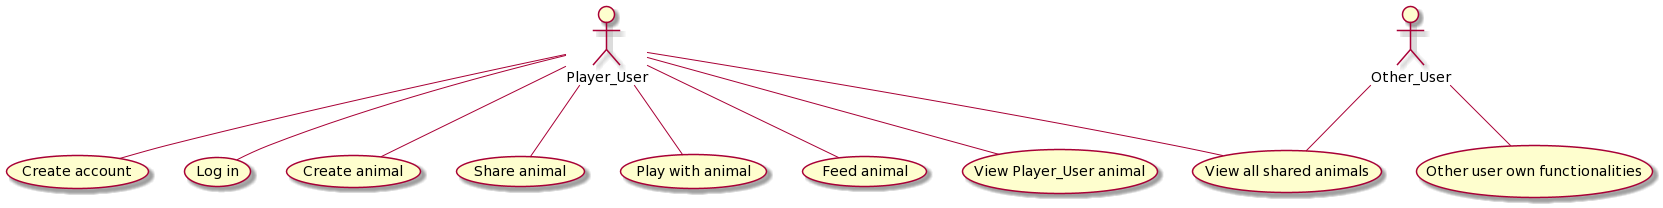 Player_User
Other_User
Create account
Log in
Create animal
Share animal
Play with animal
Feed animal
View Player_User animal
View all shared animals
Other user own functionalities